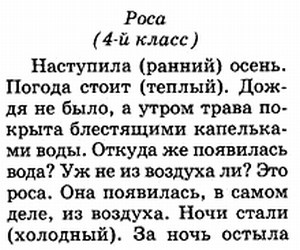 Роса
(4-й класс)
Наступила (ранний) осень.
Погода стоит (теплый). Дож-
дя не было, а утром трава по-
крыта блестящими капелька-
ми воды. Откуда же появилась
вода? Уж не из воздуха ли? Это
роса. Она появилась, в самом
деле, из воздуха. Ночи стали
(холодный). За ночь остыла